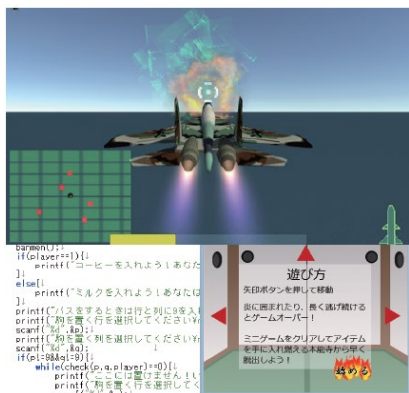 banmen();↓
if(player==1)[↓
printf("コーヒーを入れよう！あなた
]↓
else[↓
printf("ミルクを入れよう！あなたは
]↓
printf("パスをするときは行と列に9を入
printf("駒を置く行を選択してください¥n
scanf("%d",&p);↓
printf("駒を置く列を選択してください¥
scanf("%d",&q);↓
if(p!=9&&q!=9)[↓
while(check(p,q,player)==0)[↓
printf("ここには置けません！い
printf("駒を置く行を選択してく
遊び方
矢印ボタンを押して移動
炎に囲まれたり、長く逃げ続ける
とゲームオーバー！
ミニゲームをクリアしてアイテム
を手に入れ燃える本能寺から早く
脱出しよう！
始める